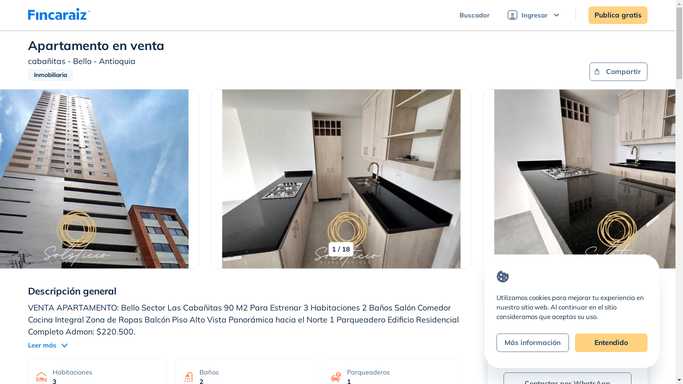 Fincaraiz
Buscador
Ingresar
Publica gratis
Apartamento en venta
cabañitas - Bello - Antioquia
Inmobiliaria
Compartir
Solsticio
Solsticio
Solsticio
1 / 18
Descripción general
VENTA APARTAMENTO: Bello Sector Las Cabañitas 90 M2 Para Estrenar 3 Habitaciones 2 Baños Salón Comedor
Cocina Integral Zona de Ropas Balcón Piso Alto Vista Panorámica hacia el Norte 1 Parqueadero Edificio Residencial
Completo Admon: $220.500.
Leer más
Habitaciones
3
Baños
2
Parqueaderos
1
Utilizamos cookies para mejorar tu experiencia en
nuestro sitio web. Al continuar en el sitio
consideramos que aceptas su uso.
Más información
Entendido
Contactar por WhatsApp